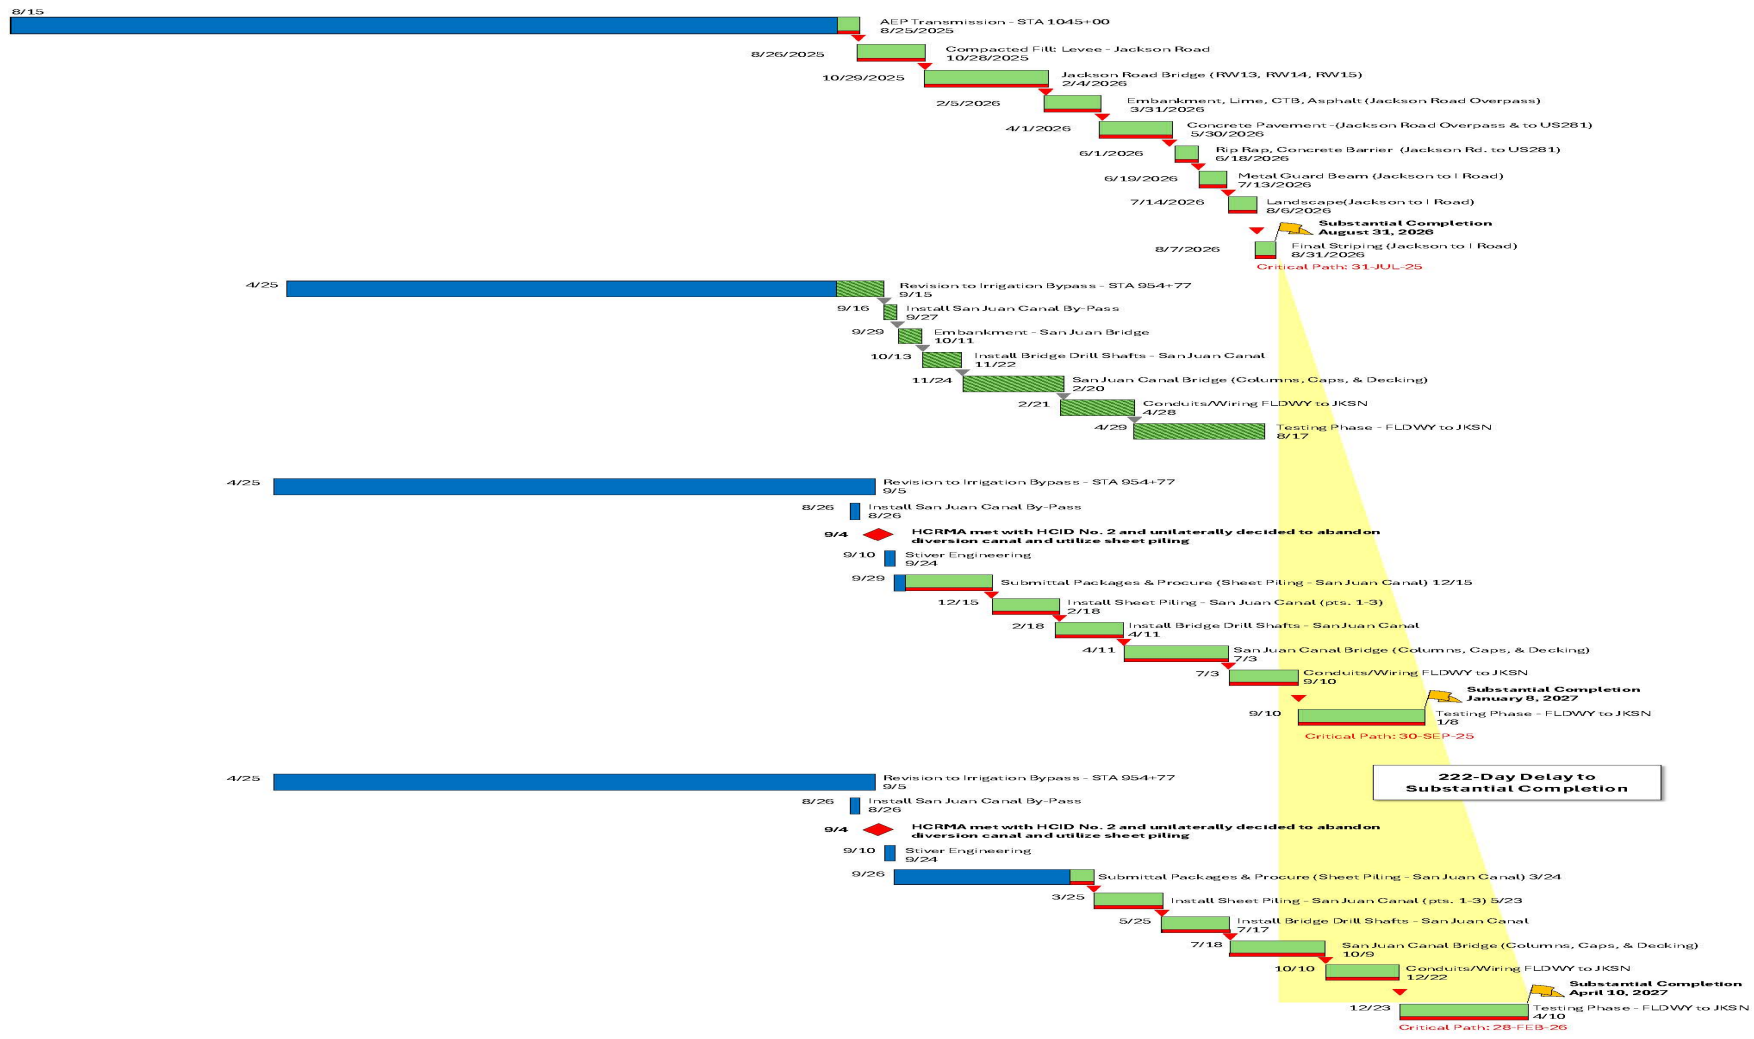 8/15
AEP Transmission - STA 1045+00
8/25/2025
8/26/2025
Compacted Fill: Levee - Jackson Road
10/28/2025
10/29/2025
Jackson Road Bridge (RW13, RW14, RW15)
2/4/2026
2/5/2026
Embankment, Lime, CTB, Asphalt (Jackson Road Overpass)
3/31/2026
4/1/2026
Concrete Pavement -(Jackson Road Overpass & to US281)
5/30/2026
6/1/2026
Rip Rap, Concrete Barrier (Jackson Rd. to US281)
6/18/2026
6/19/2026
Metal Guard Beam (Jackson to I Road)
7/13/2026
7/14/2026
Landscape(Jackson to I Road)
8/6/2026
Substantial Completion
August 31, 2026
8/7/2026
Final Striping (Jackson to I Road)
8/31/2026
Critical Path: 31-JUL-25
4/25
Revision to Irrigation Bypass - STA 954+77
9/15
9/16
Install San Juan Canal By-Pass
9/27
9/29
Embankment - San Juan Bridge
10/11
10/13
Install Bridge Drill Shafts - San Juan Canal
11/22
11/24
San Juan Canal Bridge (Columns, Caps, & Decking)
2/20
2/21
Conduits/Wiring FLDWY to JKSN
4/28
4/29
Testing Phase - FLDWY to JKSN
8/17
4/25
Revision to Irrigation Bypass - STA 954+77
9/5
8/26
Install San Juan Canal By-Pass
8/26
9/4
HCRMA met with HCID No. 2 and unilaterally decided to abandon
diversion canal and utilize sheet piling
9/10
Stiver Engineering
9/24
9/29
Submittal Packages & Procure (Sheet Piling - San Juan Canal) 12/15
12/15
Install Sheet Piling - San Juan Canal (pts. 1-3)
2/18
2/18
Install Bridge Drill Shafts - San Juan Canal
4/11
4/11
San Juan Canal Bridge (Columns, Caps, & Decking)
7/3
7/3
Conduits/Wiring FLDWY to JKSN
9/10
Substantial Completion
January 8, 2027
9/10
Testing Phase - FLDWY to JKSN
1/8
Critical Path: 30-SEP-25
222-Day Delay to
Substantial Completion
4/25
Revision to Irrigation Bypass - STA 954+77
9/5
8/26
Install San Juan Canal By-Pass
8/26
9/4
HCRMA met with HCID No. 2 and unilaterally decided to abandon
diversion canal and utilize sheet piling
9/10
Stiver Engineering
9/24
9/26
Submittal Packages & Procure (Sheet Piling - San Juan Canal) 3/24
3/25
Install Sheet Piling - San Juan Canal (pts. 1-3) 5/23
5/25
Install Bridge Drill Shafts - San Juan Canal
7/17
7/18
San Juan Canal Bridge (Columns, Caps, & Decking)
10/9
10/10
Conduits/Wiring FLDWY to JKSN
12/22
Substantial Completion
April 10, 2027
12/23
Testing Phase - FLDWY to JKSN
4/10
Critical Path: 28-FEB-26